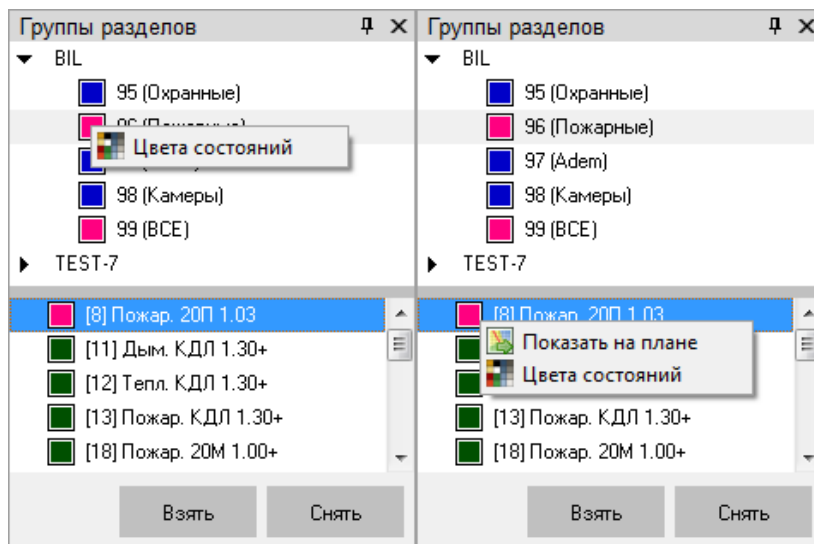 Группы разделов
BIL
95 (Охранные)
Цвета состояний
98 (Камеры)
99 (ВСЕ)
TEST-7
[8] Пожар. 20П 1.03
[11] Дым. КДЛ 1.30+
[12] Тепл. КДЛ 1.30+
[13] Пожар. КДЛ 1.30+
[18] Пожар. 20М 1.00+
Взять Снять
Группы разделов
BIL
95 (Охранные)
96 (Пожарные)
97 (Adem)
98 (Камеры)
99 (ВСЕ)
TEST-7
[8] Пожар. 20П 1.03
Показать на плане
Цвета состояний
[13] Пожар. КДЛ 1.30+
[18] Пожар. 20М 1.00+
Взять Снять